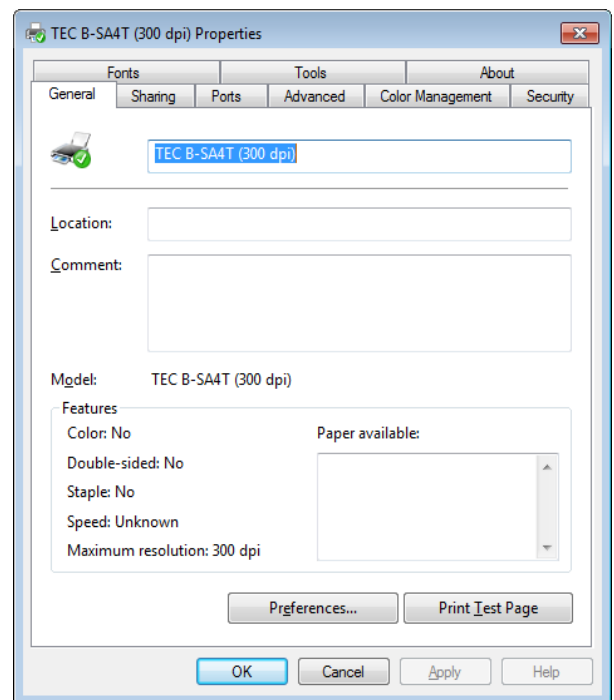 TEC B-SA4T (300 dpi) Properties
Fonts Tools About
General Sharing Ports Advanced Color Management Security
TEC B-SA4T (300 dpi)
Location:
Comment:
Model: TEC B-SA4T (300 dpi)
Features
Color: No Paper available:
Double-sided: No
Staple: No
Speed: Unknown
Maximum resolution: 300 dpi
Preferences... Print Test Page
OK Cancel Apply Help